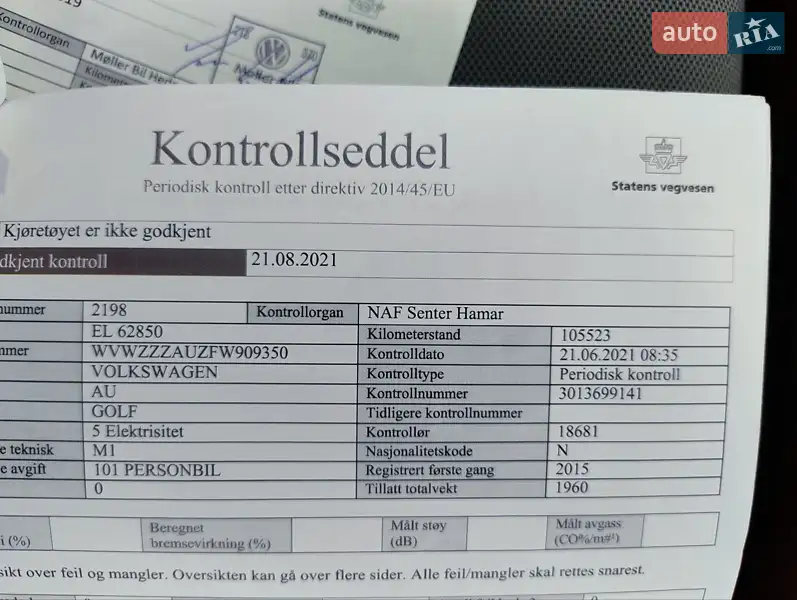 Kontrollorgan
Møller Bil
Statens vegvesen
auto RIA .com
Kontrollseddel
Periodisk kontroll etter direktiv 2014/45/EU
Statens vegvesen
Kjøretøyet er ikke godkjent
dkjent kontroll 21.08.2021
nummer 2198 Kontrollorgan NAF Senter Hamar
EL 62850 Kilometerstand 105523
mmer WVWZZZAUZFW909350 Kontrolldato 21.06.2021 08:35
VOLKSWAGEN Kontrolltype Periodisk kontroll
AU Kontrollnummer 3013699141
GOLF Tidligere kontrollnummer
5 Elektrisitet Kontrollør 18681
e teknisk M1 Nasjonalitetskode N
e avgift 101 PERSONBIL Registrert første gang 2015
0 Tillatt totalvekt 1960
i (%) Beregnet bremsevirkning (%) Målt støy (dB) Målt avgass (CO%/m#¹)
sikt over feil og mangler. Oversikten kan gå over flere sider. Alle feil/mangler skal rettes snarest.